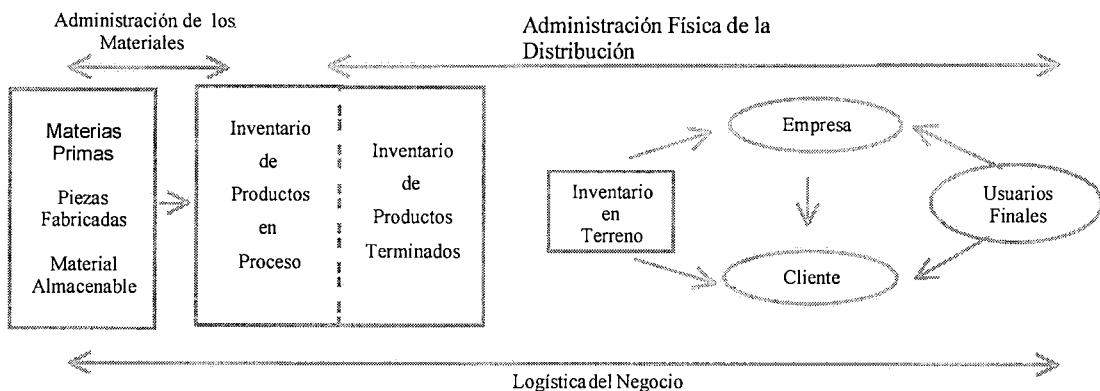 Administración de los
Materiales
Administración Física de la
Distribución
Materias
Primas
Piezas
Fabricadas
Material
Almacenable
Inventario
de
Productos
en
Proceso
Inventario
de
Productos
Terminados
Inventario
en
Terreno
Empresa
Cliente
Usuarios
Finales
Logística del Negocio